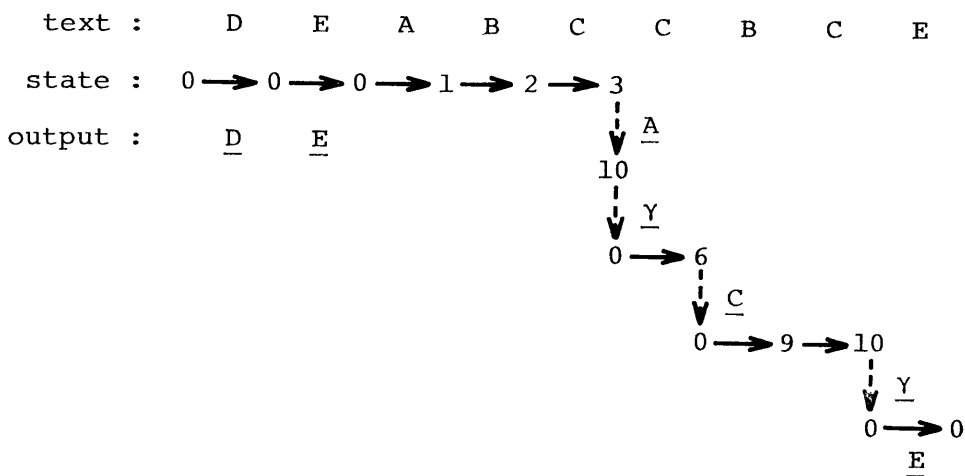 text : D E A B C C B C E
state : 0 0 0 1 2 3
output : D E A
10
Y
0 6
C
0 9 10
Y
0 0
E